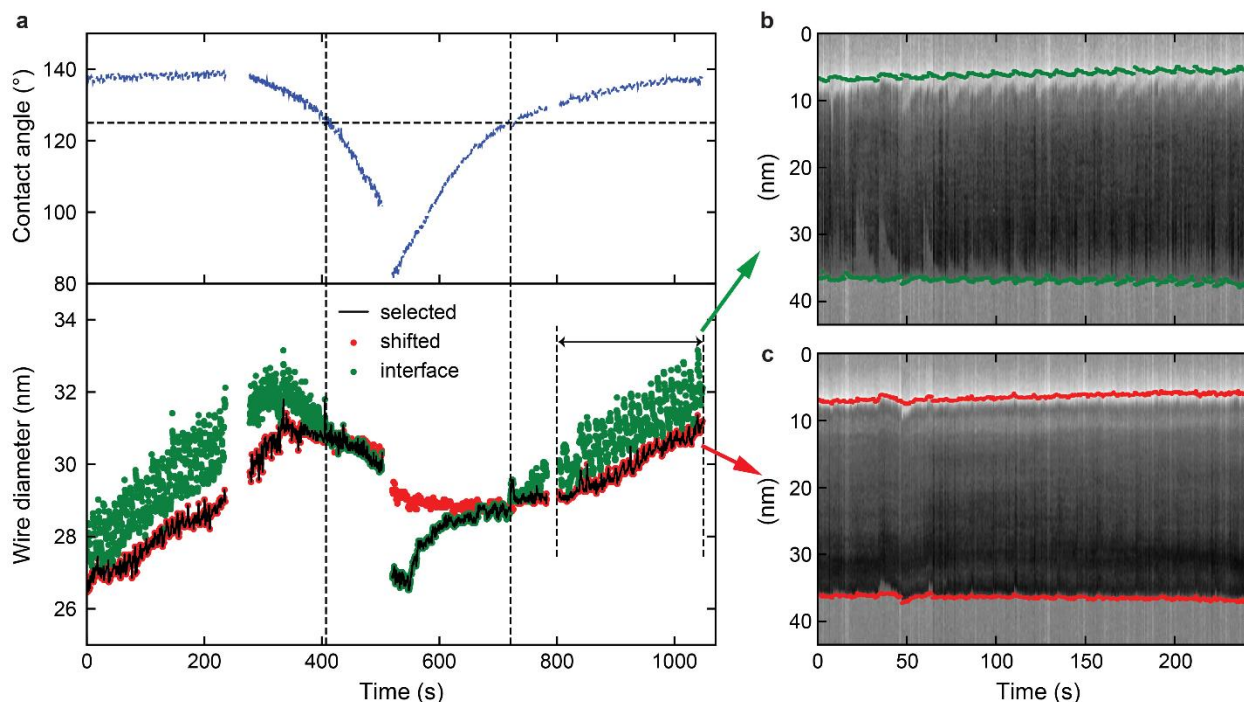 a
Contact angle (°)
140
120
100
80
Wire diameter (nm)
34
32
30
28
26
selected
shifted
interface
0 200 400 600 800 1000
Time (s)
b
(nm)
0
10
20
30
40
c
(nm)
0
10
20
30
40
0 50 100 150 200
Time (s)